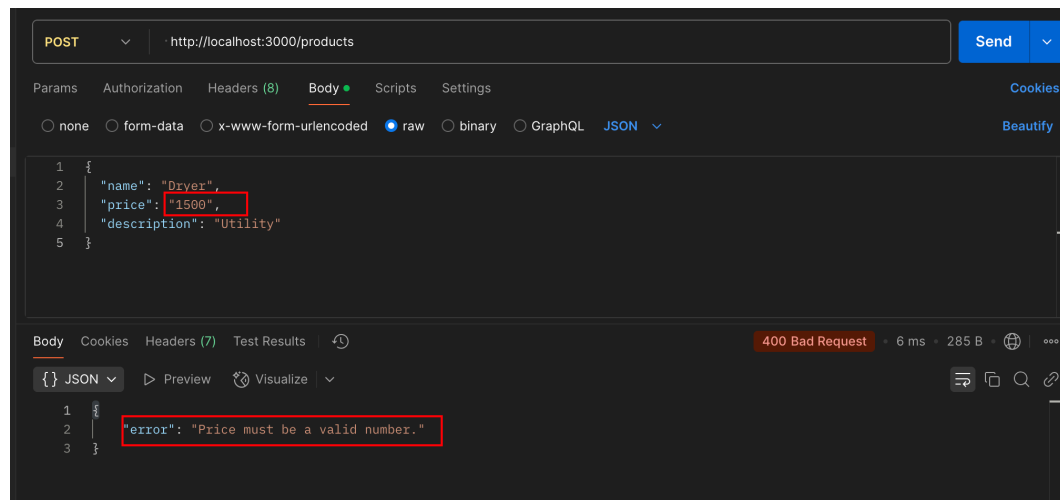 POST http://localhost:3000/products Send
Params Authorization Headers (8) Body Scripts Settings Cookies
none form-data x-www-form-urlencoded raw binary GraphQL JSON Beautify
1 {
2 "name": "Dryer",
3 "price": "1500",
4 "description": "Utility"
5 }
Body Cookies Headers (7) Test Results 400 Bad Request 6 ms 285 B
{} JSON Preview Visualize
1 {
2 "error": "Price must be a valid number."
3 }